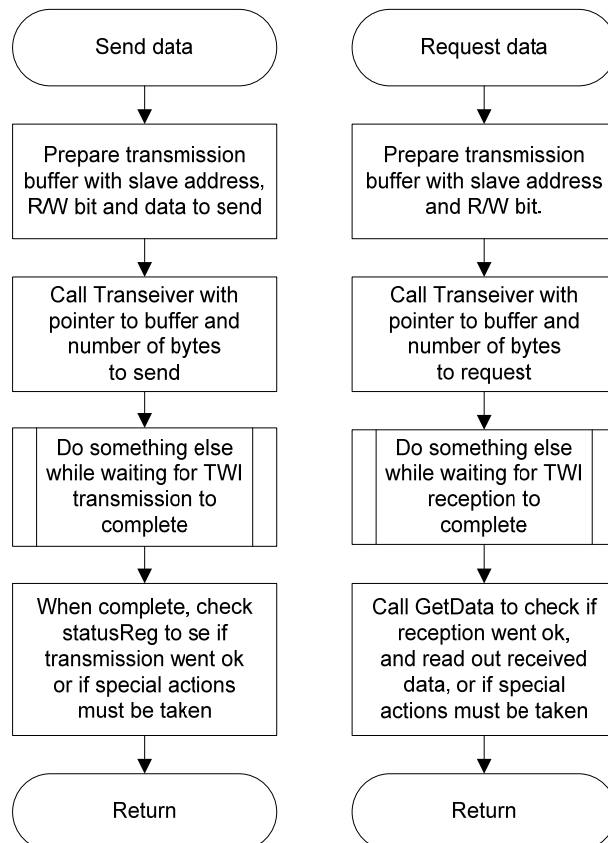 Send data
Prepare transmission
buffer with slave address,
R/W bit and data to send
Call Transeiver with
pointer to buffer and
number of bytes
to send
Do something else
while waiting for TWI
transmission to
complete
When complete, check
statusReg to se if
transmission went ok
or if special actions
must be taken
Return
Request data
Prepare transmission
buffer with slave address
and R/W bit.
Call Transeiver with
pointer to buffer and
number of bytes
to request
Do something else
while waiting for TWI
reception to
complete
Call GetData to check if
reception went ok,
and read out received
data, or if special
actions must be taken
Return